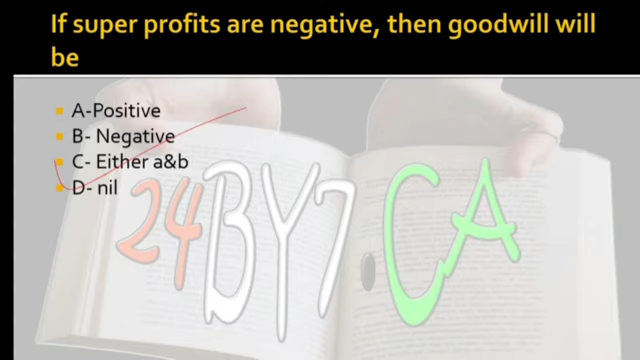 If super profits are negative, then goodwill will
be
A-Positive
B- Negative
C- Either a&b
D- nil
24BY7 CA